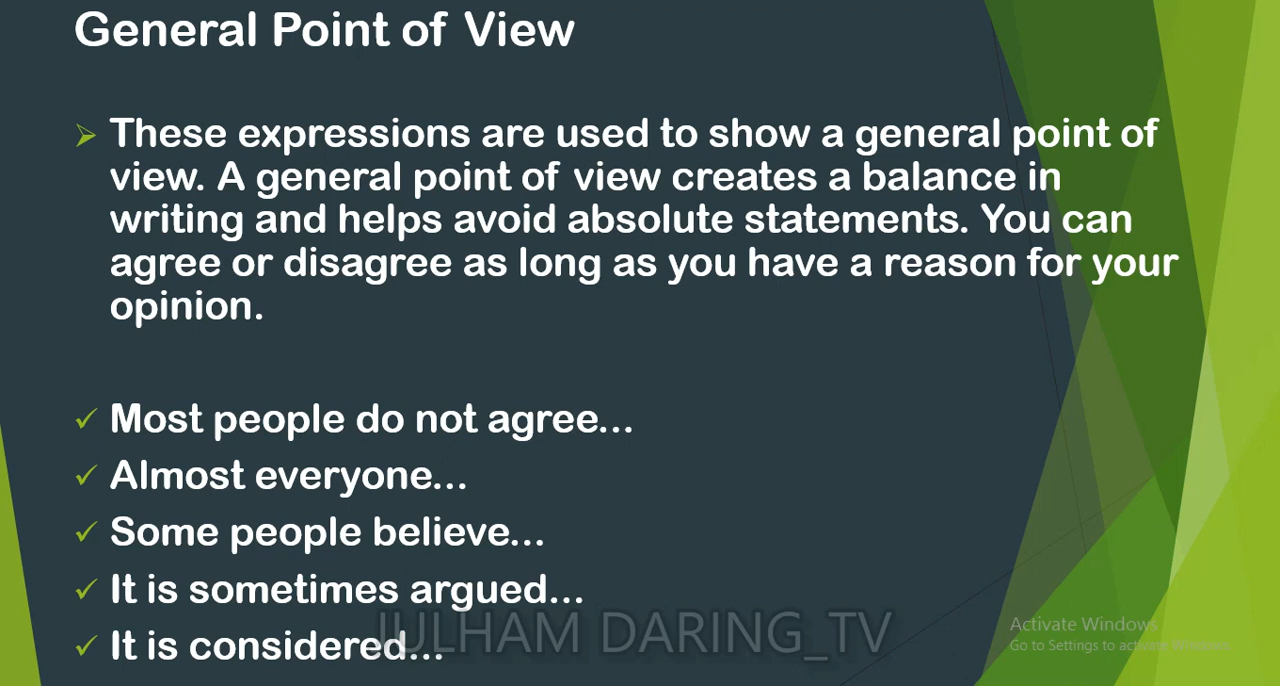 General Point of View
These expressions are used to show a general point of
view. A general point of view creates a balance in
writing and helps avoid absolute statements. You can
agree or disagree as long as you have a reason for your
opinion.
Most people do not agree...
Almost everyone...
Some people believe...
It is sometimes argued...
It is considered...
JULHAM DARING_TV
Activate Windows
Go to Settings to activate Windows.